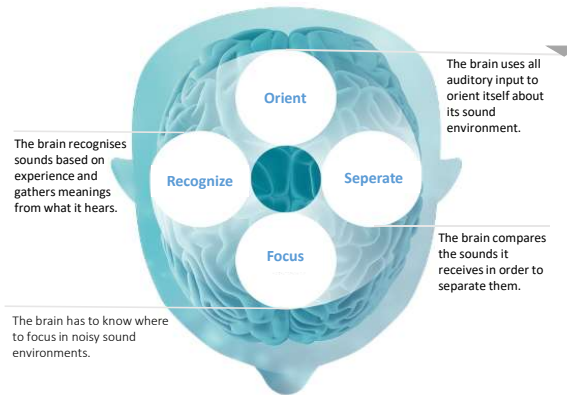 Orient
The brain uses all
auditory input to
orient itself about
its sound
environment.
The brain recognises
sounds based on
experience and
gathers meanings
from what it hears.
Recognize
Seperate
The brain compares
the sounds it
receives in order to
separate them.
Focus
The brain has to know where
to focus in noisy sound
environments.